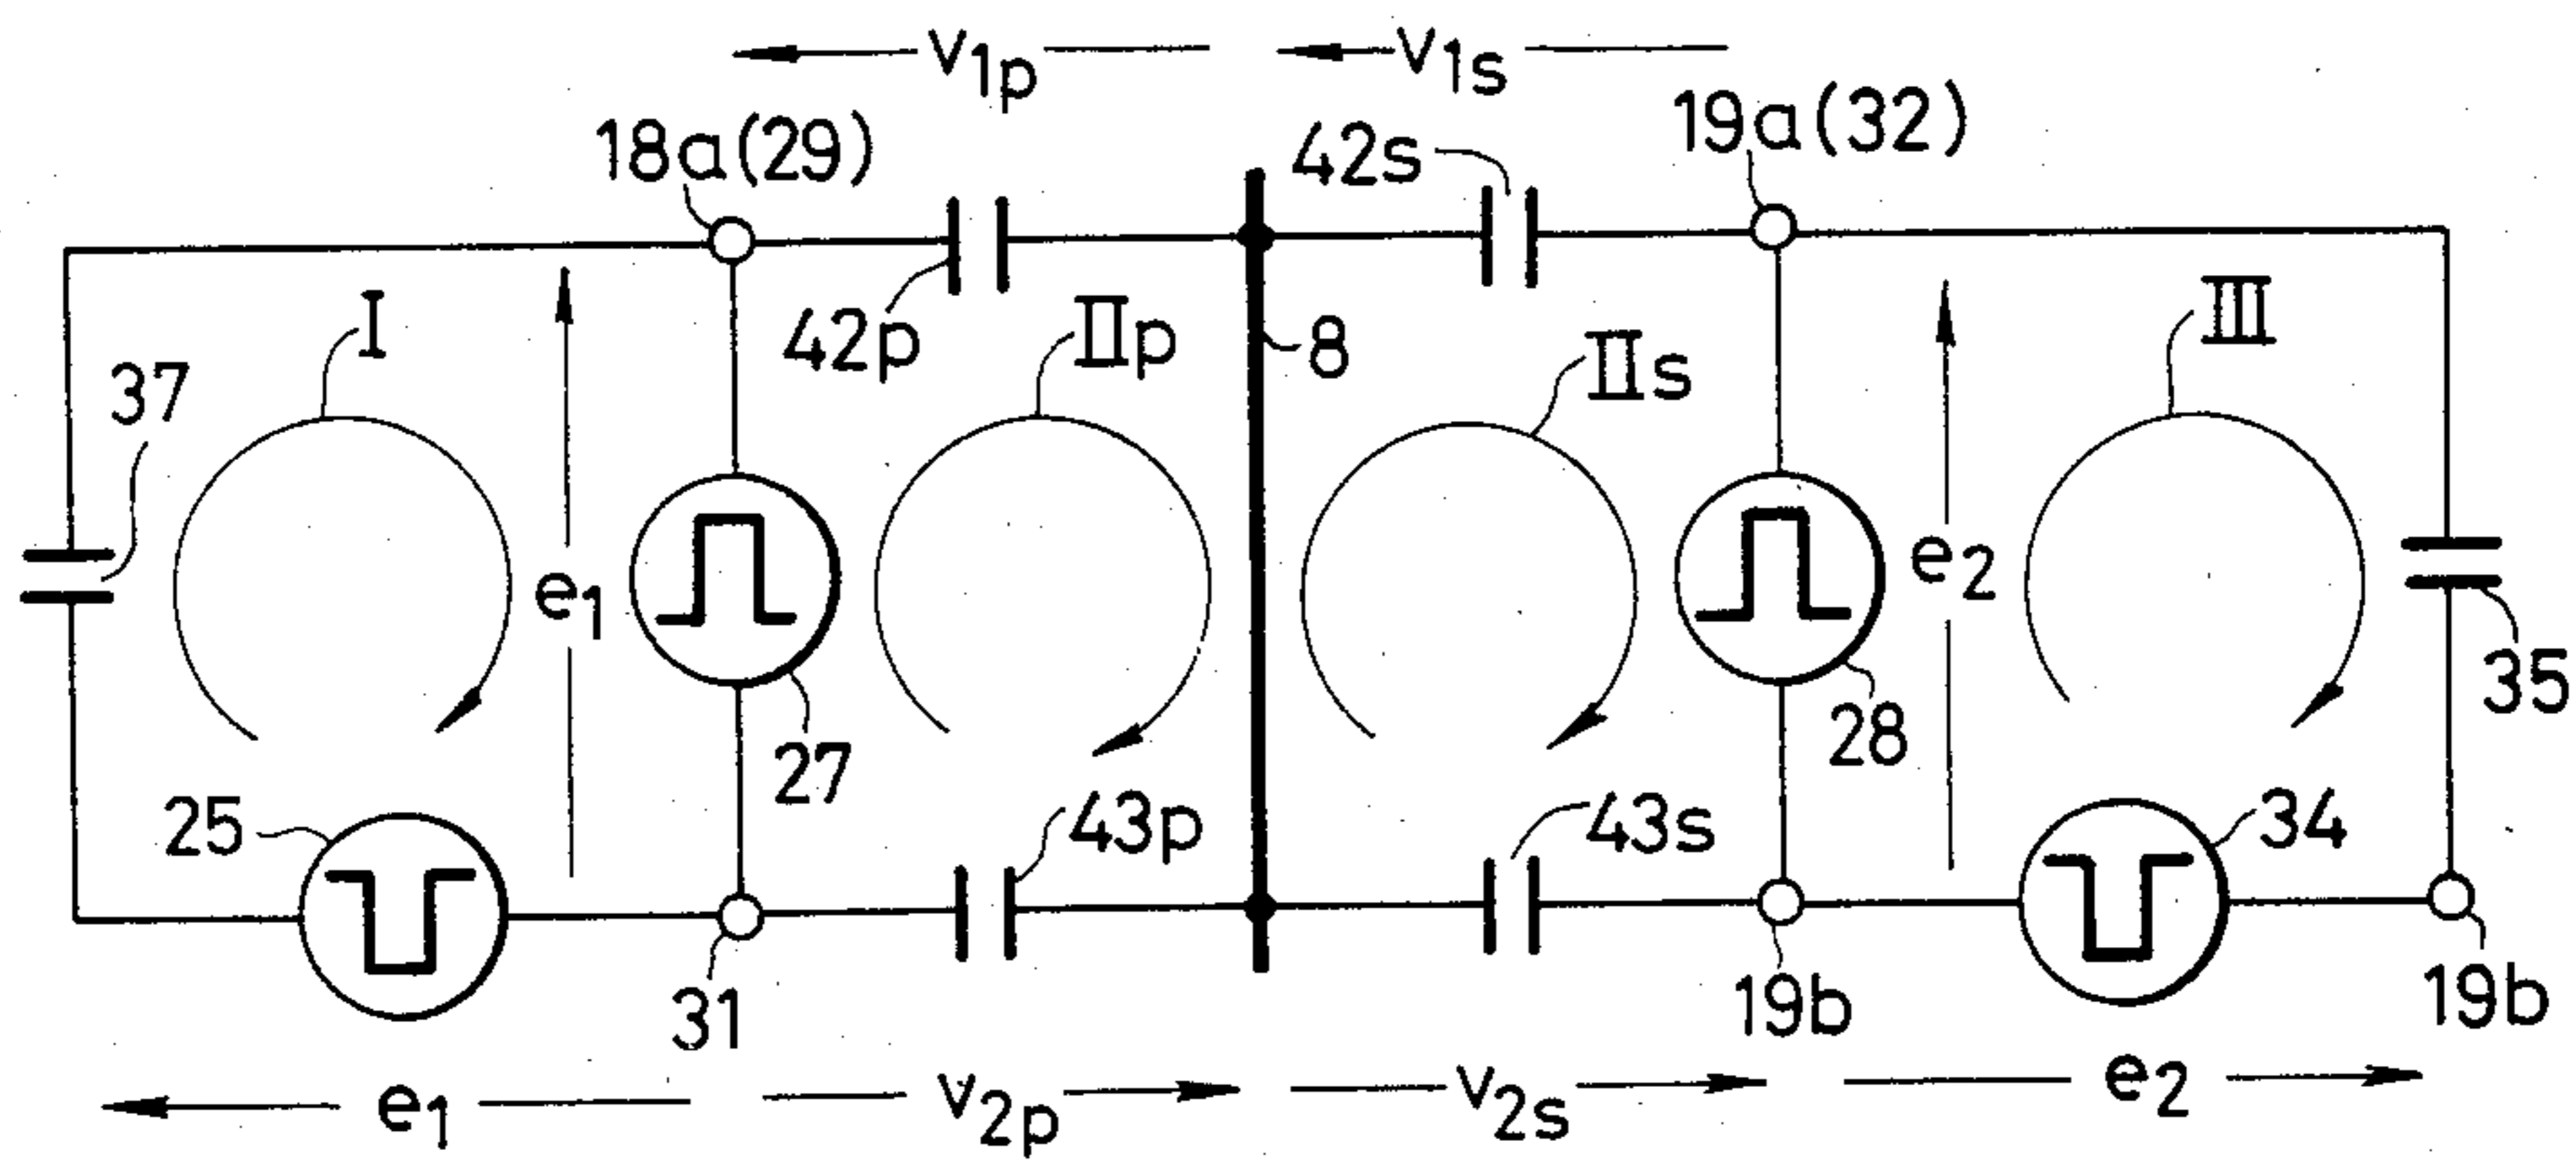 v1p v1s
18a(29) 42s 19a(32)
I 42p IIp 8 IIs III
37
e1 e2
27 28 35
25 43p 43s 34
31 19b 19b
e1 v2p v2s e2